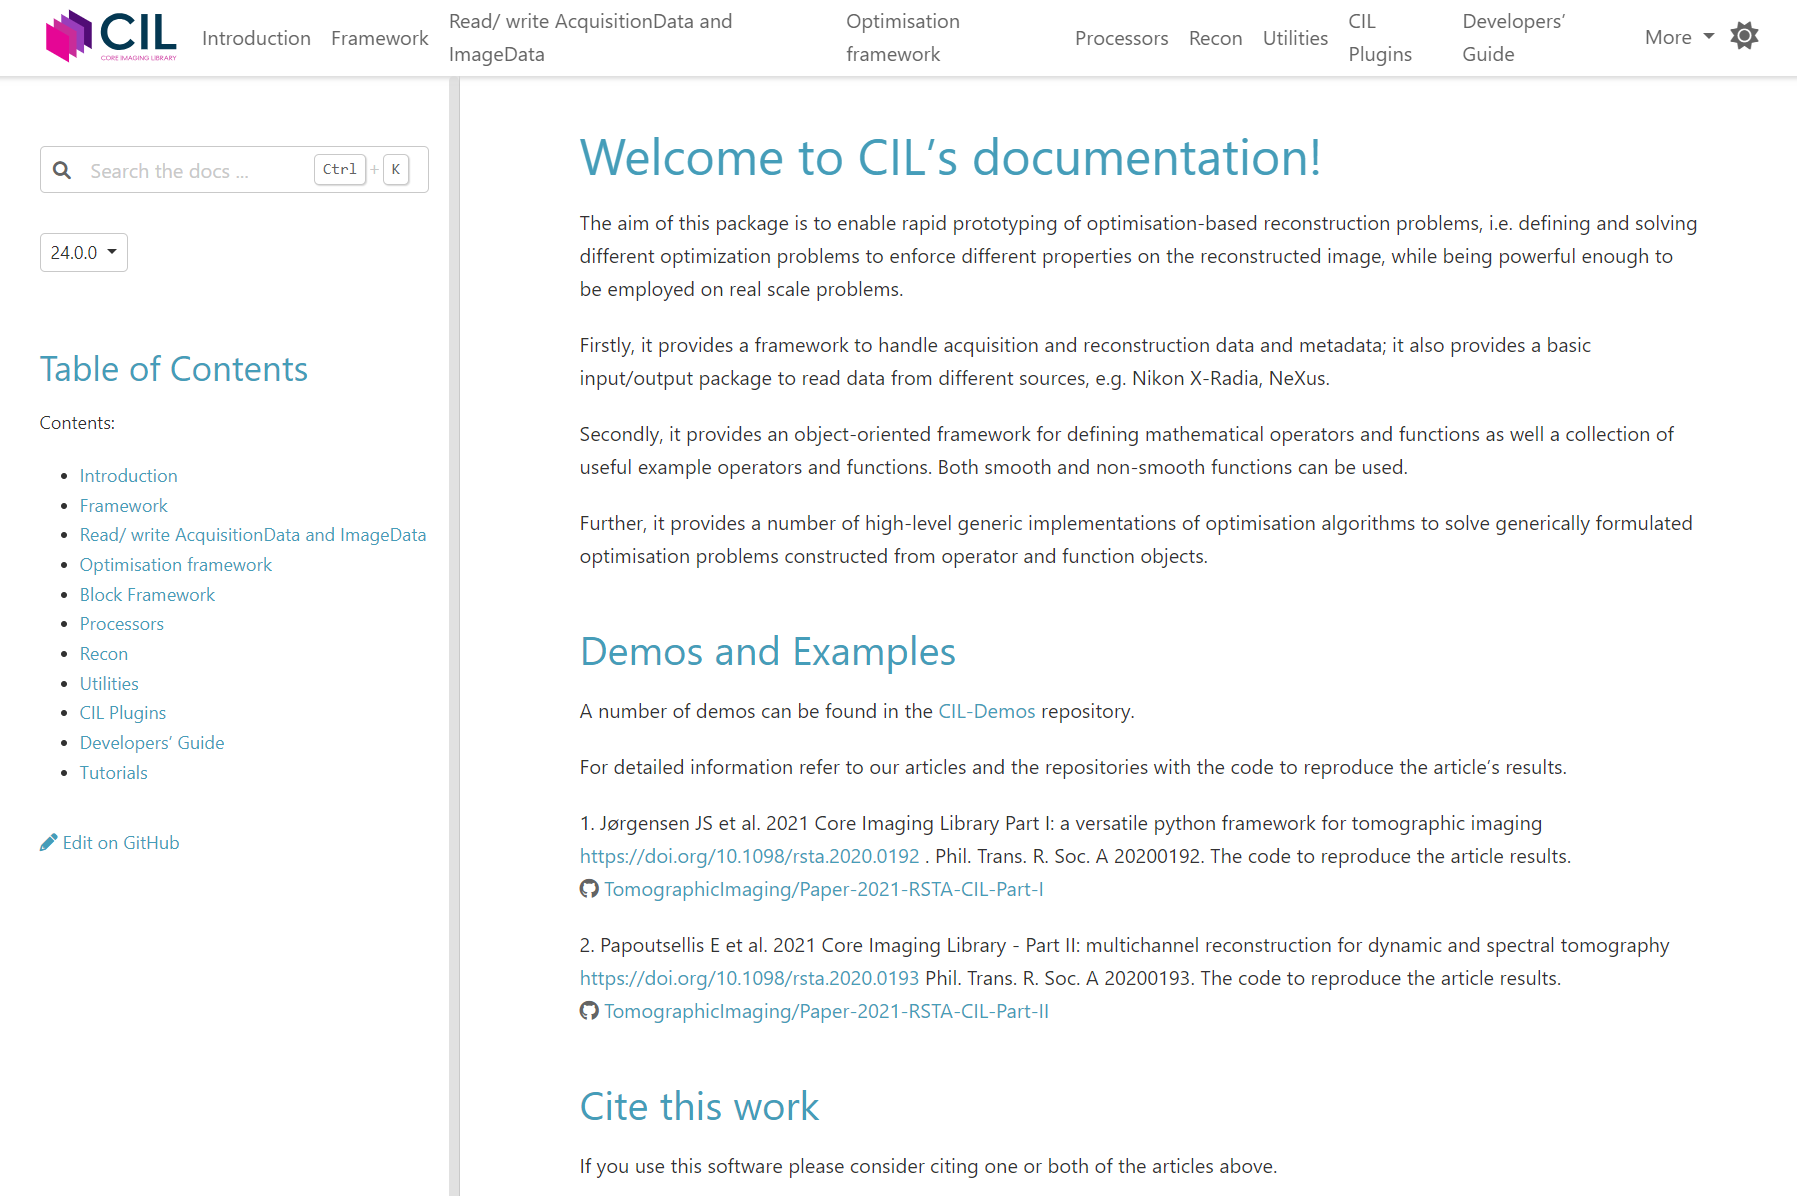 CIL
CORE IMAGING LIBRARY
Introduction
Framework
Read/ write AcquisitionData and
ImageData
Optimisation
framework
Processors
Recon
Utilities
CIL
Plugins
Developers’
Guide
More
Search the docs ...
Ctrl + K
24.0.0
Table of Contents
Contents:
Introduction
Framework
Read/ write AcquisitionData and ImageData
Optimisation framework
Block Framework
Processors
Recon
Utilities
CIL Plugins
Developers’ Guide
Tutorials
Edit on GitHub
Welcome to CIL’s documentation!
The aim of this package is to enable rapid prototyping of optimisation-based reconstruction problems, i.e. defining and solving
different optimization problems to enforce different properties on the reconstructed image, while being powerful enough to
be employed on real scale problems.
Firstly, it provides a framework to handle acquisition and reconstruction data and metadata; it also provides a basic
input/output package to read data from different sources, e.g. Nikon X-Radia, NeXus.
Secondly, it provides an object-oriented framework for defining mathematical operators and functions as well a collection of
useful example operators and functions. Both smooth and non-smooth functions can be used.
Further, it provides a number of high-level generic implementations of optimisation algorithms to solve generically formulated
optimisation problems constructed from operator and function objects.
Demos and Examples
A number of demos can be found in the CIL-Demos repository.
For detailed information refer to our articles and the repositories with the code to reproduce the article’s results.
1. Jørgensen JS et al. 2021 Core Imaging Library Part I: a versatile python framework for tomographic imaging
https://doi.org/10.1098/rsta.2020.0192 . Phil. Trans. R. Soc. A 20200192. The code to reproduce the article results.
TomographicImaging/Paper-2021-RSTA-CIL-Part-I
2. Papoutsellis E et al. 2021 Core Imaging Library - Part II: multichannel reconstruction for dynamic and spectral tomography
https://doi.org/10.1098/rsta.2020.0193 Phil. Trans. R. Soc. A 20200193. The code to reproduce the article results.
TomographicImaging/Paper-2021-RSTA-CIL-Part-II
Cite this work
If you use this software please consider citing one or both of the articles above.